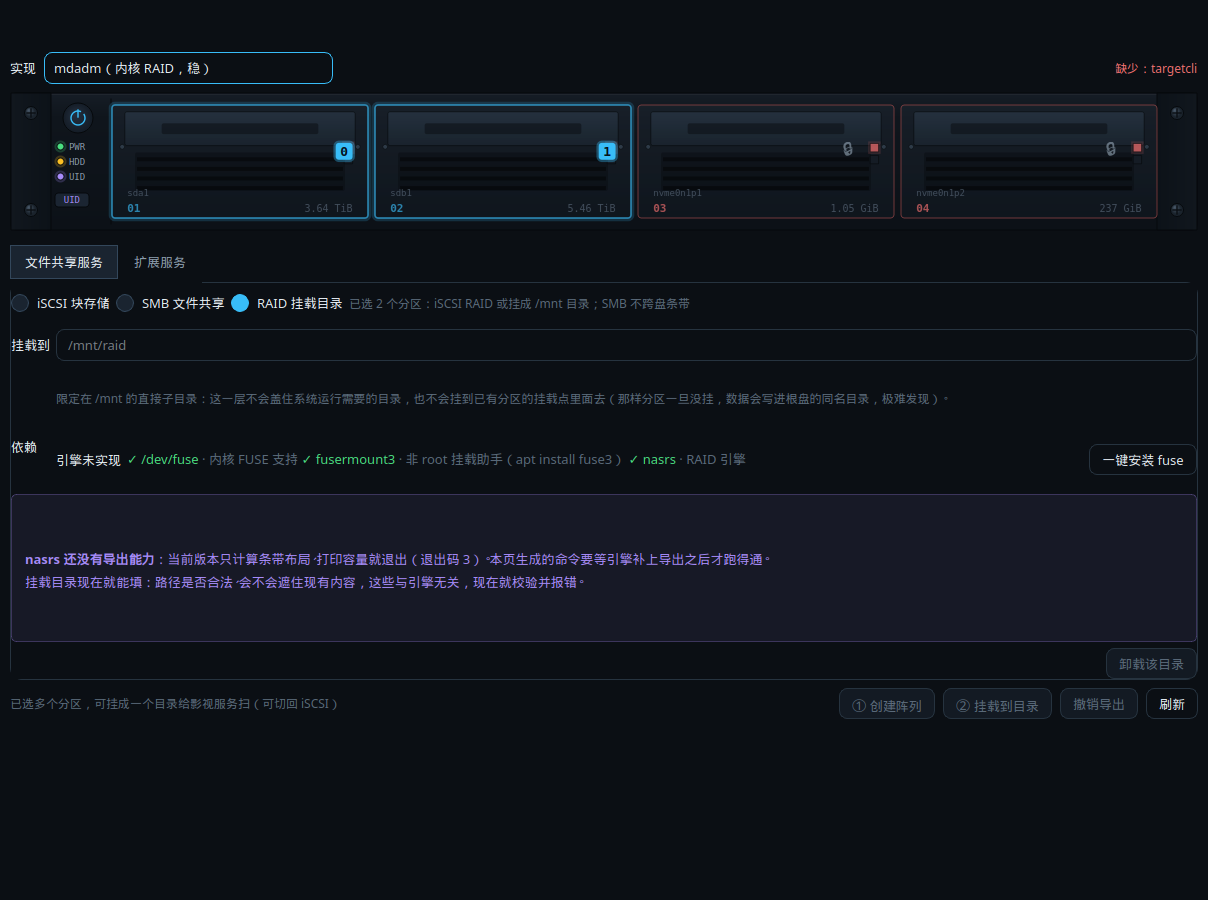 实现 mdadm（内核 RAID，稳） 缺少：targetcli
PWR
HDD
UID
UID
0
sda1
01 3.64 TiB
1
sdb1
02 5.46 TiB
nvme0n1p1
03 1.05 GiB
nvme0n1p2
04 237 GiB
文件共享服务 扩展服务
iSCSI 块存储 SMB 文件共享 RAID 挂载目录 已选 2 个分区：iSCSI RAID 或挂成 /mnt 目录；SMB 不跨盘条带
挂载到 /mnt/raid
限定在 /mnt 的直接子目录：这一层不会盖住系统运行需要的目录，也不会挂到已有分区的挂载点里面去（那样分区一旦没挂，数据会写进根盘的同名目录，极难发现）。
依赖 引擎未实现 ✓ /dev/fuse · 内核 FUSE 支持 ✓ fusermount3 · 非 root 挂载助手（apt install fuse3） ✓ nasrs · RAID 引擎 一键安装 fuse
nasrs 还没有导出能力：当前版本只计算条带布局、打印容量就退出（退出码 3）。本页生成的命令要等引擎补上导出之后才跑得通。
挂载目录现在就能填：路径是否合法、会不会遮住现有内容，这些与引擎无关，现在就校验并报错。
卸载该目录
已选多个分区，可挂成一个目录给影视服务扫（可切回 iSCSI） ① 创建阵列 ② 挂载到目录 撤销导出 刷新